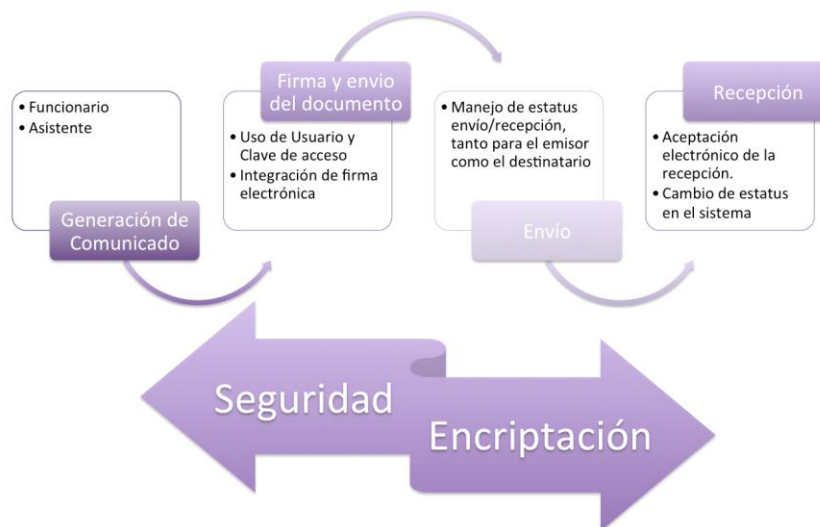 • Funcionario
• Asistente
Generación de
Comunicado
Firma y envio
del documento
• Uso de Usuario y
Clave de acceso
• Integración de firma
electrónica
• Manejo de estatus
envío/recepción,
tanto para el emisor
como el destinatario
Envío
Recepción
• Aceptación
electrónico de la
recepción.
• Cambio de estatus
en el sistema
Seguridad
Encriptación